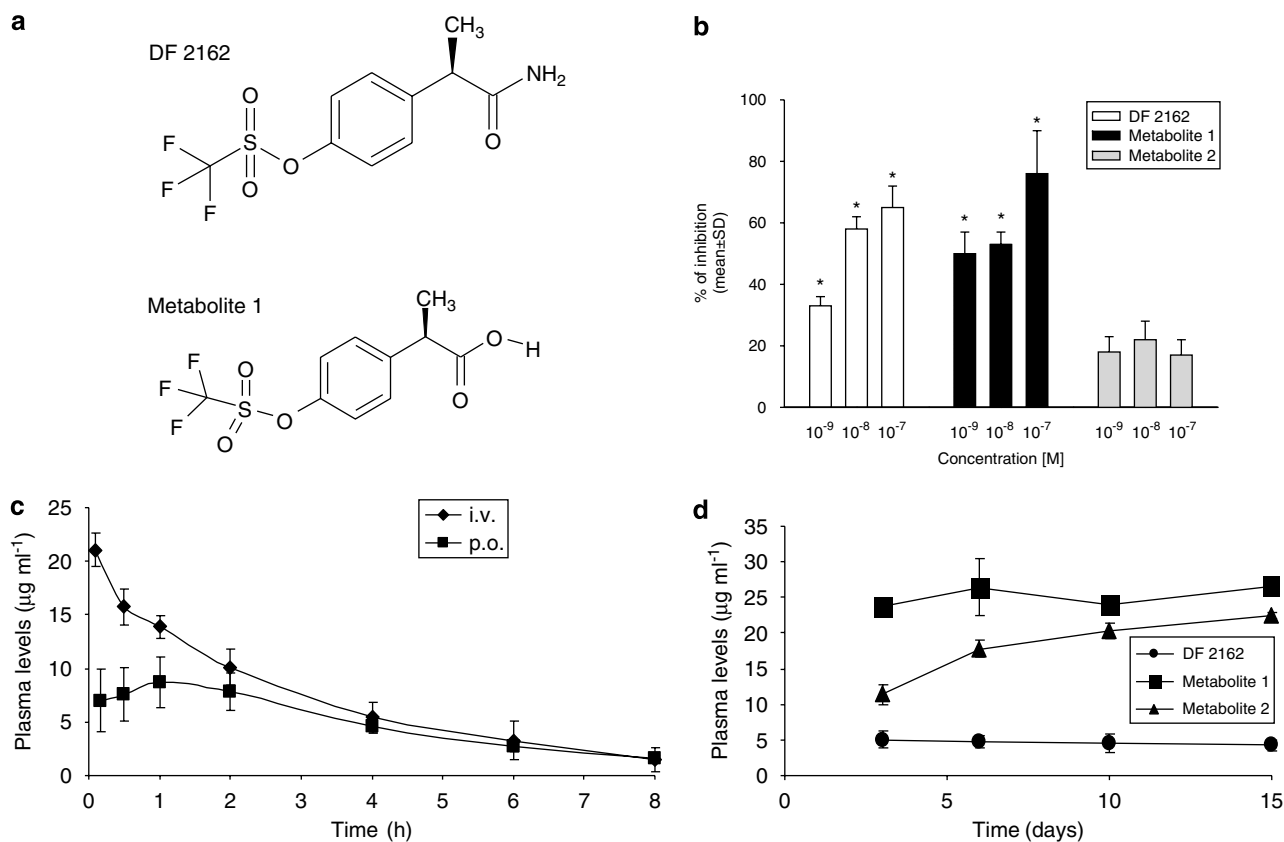 a
DF 2162
CH₃
NH₂
O
O
S
O
O
F
F
F
Metabolite 1
CH₃
O
H
O
O
S
O
O
F
F
F
b
% of inhibition
(mean±SD)
100
80
60
40
20
0
DF 2162
Metabolite 1
Metabolite 2
* * * * * *
10⁻⁹ 10⁻⁸ 10⁻⁷ 10⁻⁹ 10⁻⁸ 10⁻⁷ 10⁻⁹ 10⁻⁸ 10⁻⁷
Concentration [M]
c
Plasma levels (μg ml⁻¹)
25
20
15
10
5
0
i.v.
p.o.
0 1 2 3 4 5 6 7 8
Time (h)
d
Plasma levels (μg ml⁻¹)
35
30
25
20
15
10
5
0
DF 2162
Metabolite 1
Metabolite 2
0 5 10 15
Time (days)